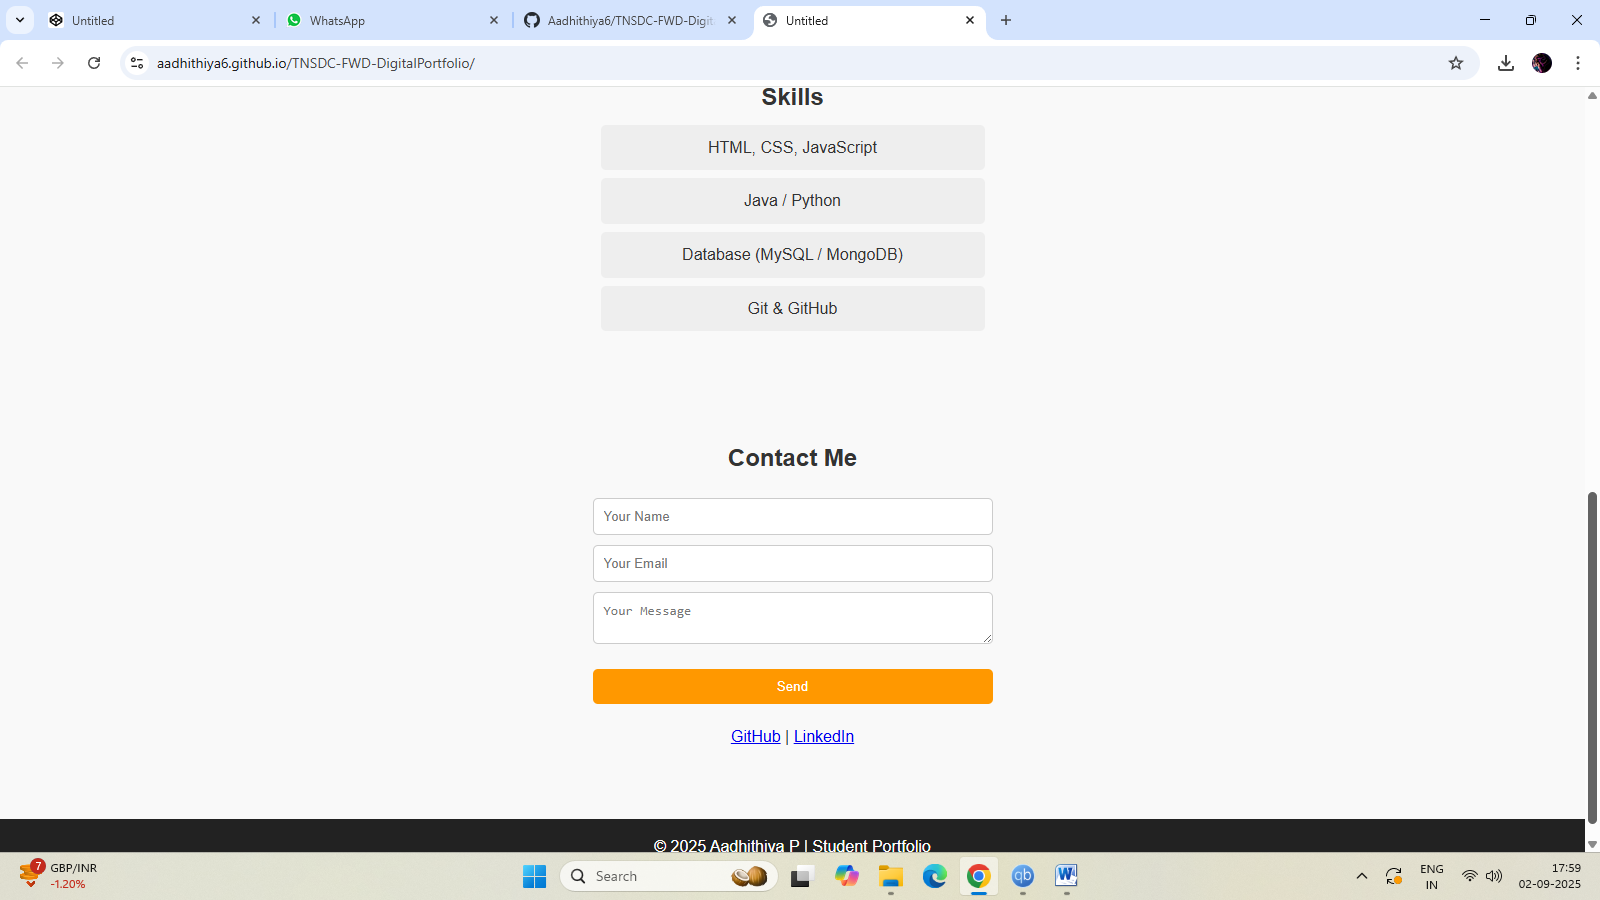 Untitled
WhatsApp
Aadhithiya6/TNSDC-FWD-Digit
Untitled
aadhithiya6.github.io/TNSDC-FWD-DigitalPortfolio/
Skills
HTML, CSS, JavaScript
Java / Python
Database (MySQL / MongoDB)
Git & GitHub
Contact Me
Your Name
Your Email
Your Message
Send
GitHub | LinkedIn
© 2025 Aadhithiya P | Student Portfolio
7
GBP/INR
-1.20%
Search
qb
W
ENG
IN
17:59
02-09-2025